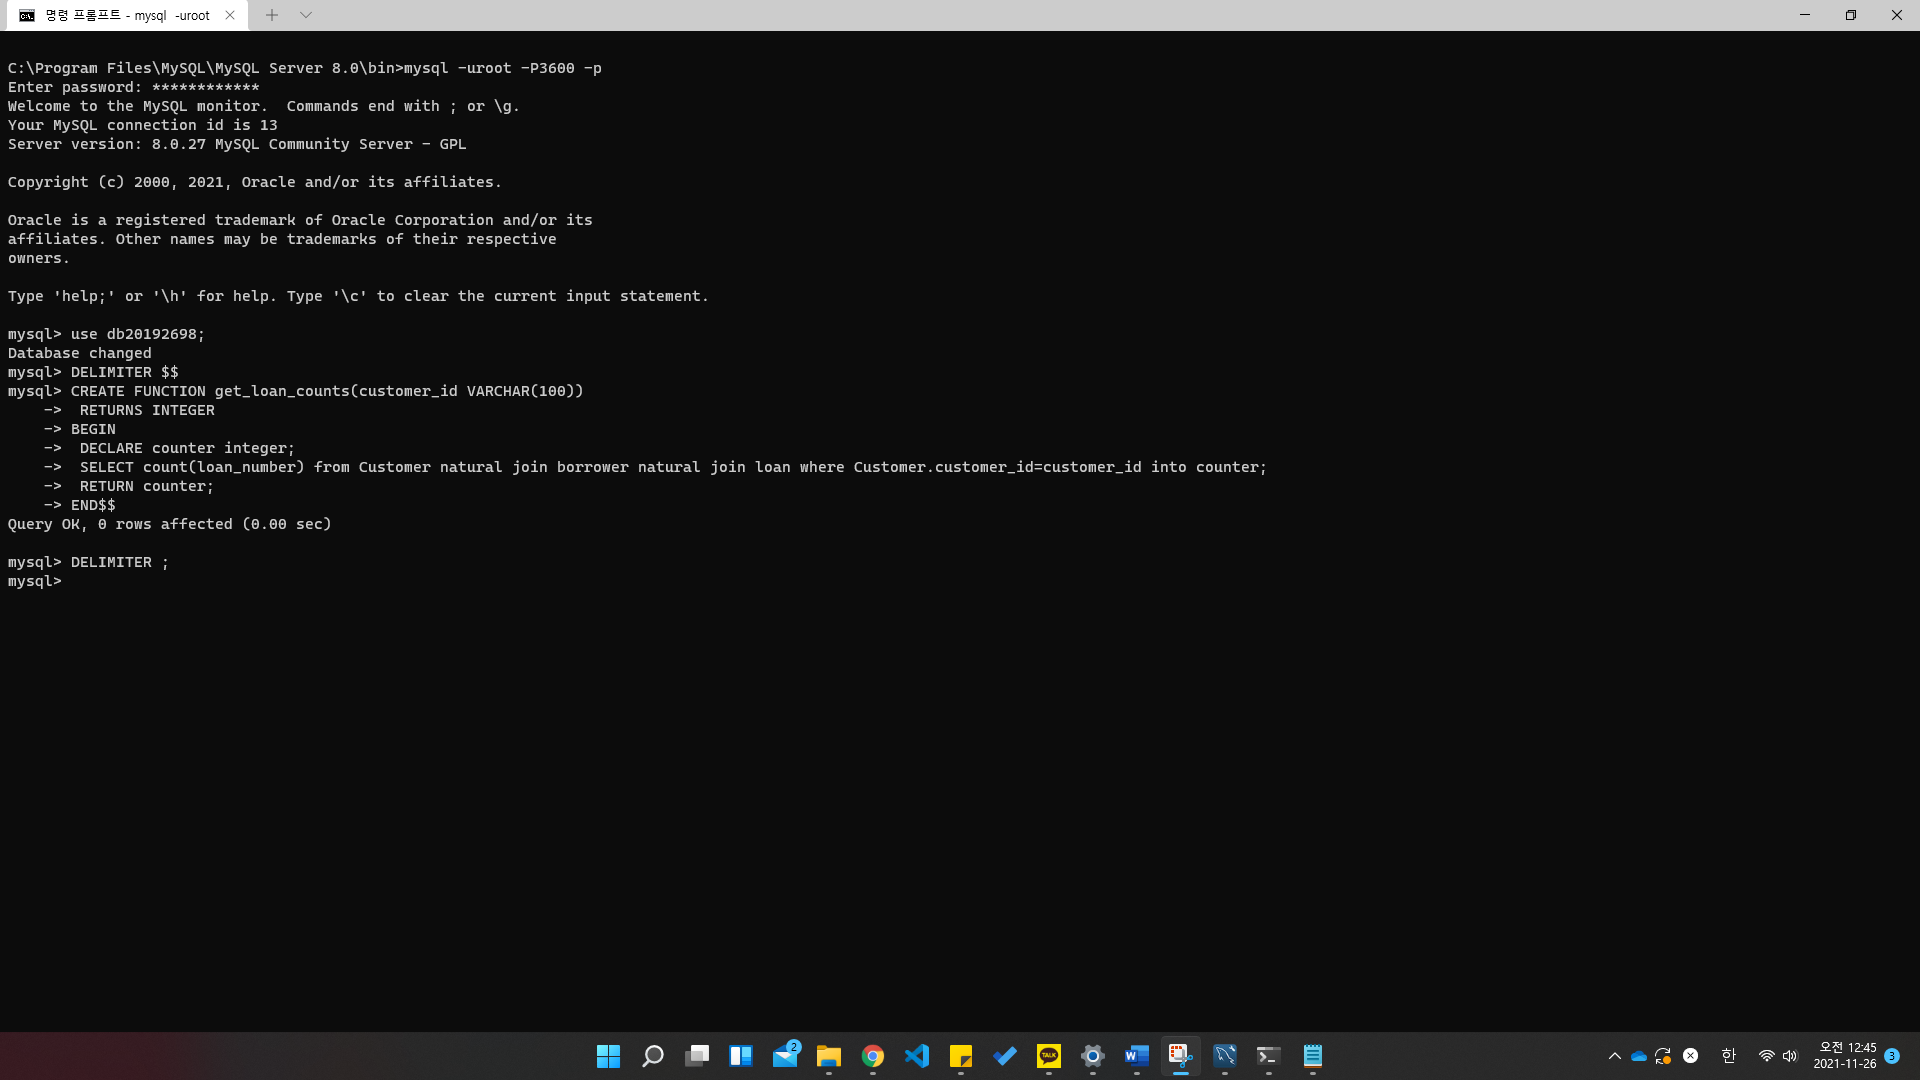 명령 프롬프트 - mysql  -uroot
C:\Program Files\MySQL\MySQL Server 8.0\bin>mysql -uroot -P3600 -p
Enter password: ************
Welcome to the MySQL monitor.  Commands end with ; or \g.
Your MySQL connection id is 13
Server version: 8.0.27 MySQL Community Server - GPL
Copyright (c) 2000, 2021, Oracle and/or its affiliates.
Oracle is a registered trademark of Oracle Corporation and/or its
affiliates. Other names may be trademarks of their respective
owners.
Type 'help;' or '\h' for help. Type '\c' to clear the current input statement.
mysql> use db20192698;
Database changed
mysql> DELIMITER $$
mysql> CREATE FUNCTION get_loan_counts(customer_id VARCHAR(100))
    ->  RETURNS INTEGER
    -> BEGIN
    ->  DECLARE counter integer;
    ->  SELECT count(loan_number) from Customer natural join borrower natural join loan where Customer.customer_id=customer_id into counter;
    ->  RETURN counter;
    -> END$$
Query OK, 0 rows affected (0.00 sec)
mysql> DELIMITER ;
mysql>
2
TALK
W
한
오전 12:45
2021-11-26
3